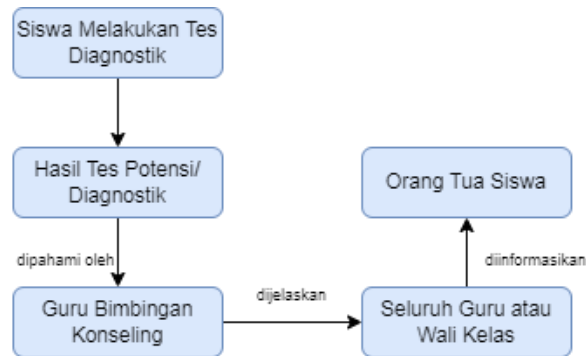 Siswa Melakukan Tes
Diagnostik
Hasil Tes Potensi/
Diagnostik
dipahami oleh
Guru Bimbingan
Konseling
dijelaskan
Seluruh Guru atau
Wali Kelas
diinformasikan
Orang Tua Siswa